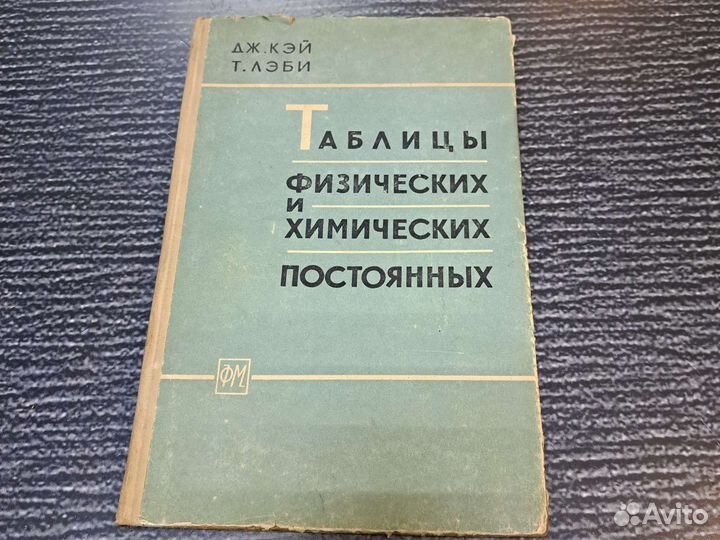 ДЖ. КЭЙ
Т. ЛЭБИ
ТАБЛИЦЫ
ФИЗИЧЕСКИХ
И
ХИМИЧЕСКИХ
ПОСТОЯННЫХ
ФМ
Avito